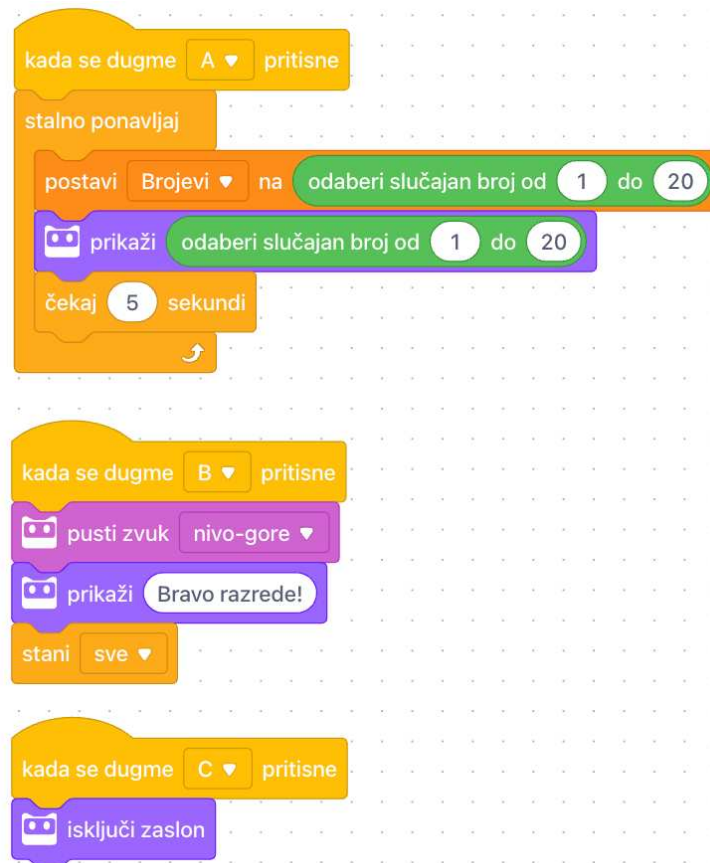 kada se dugme A pritisne
stalno ponavljaj
postavi Brojevi na odaberi slučajan broj od 1 do 20
prikaži odaberi slučajan broj od 1 do 20
čekaj 5 sekundi
kada se dugme B pritisne
pusti zvuk nivo-gore
prikaži Bravo razrede!
stani sve
kada se dugme C pritisne
isključi zaslon